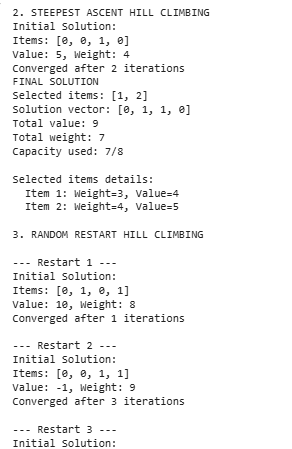 2. STEEPEST ASCENT HILL CLIMBING
Initial Solution:
Items: [0, 0, 1, 0]
Value: 5, Weight: 4
Converged after 2 iterations
FINAL SOLUTION
Selected items: [1, 2]
Solution vector: [0, 1, 1, 0]
Total value: 9
Total weight: 7
Capacity used: 7/8
Selected items details:
Item 1: Weight=3, Value=4
Item 2: Weight=4, Value=5
3. RANDOM RESTART HILL CLIMBING
--- Restart 1 ---
Initial Solution:
Items: [0, 1, 0, 1]
Value: 10, Weight: 8
Converged after 1 iterations
--- Restart 2 ---
Initial Solution:
Items: [0, 0, 1, 1]
Value: -1, Weight: 9
Converged after 3 iterations
--- Restart 3 ---
Initial Solution: